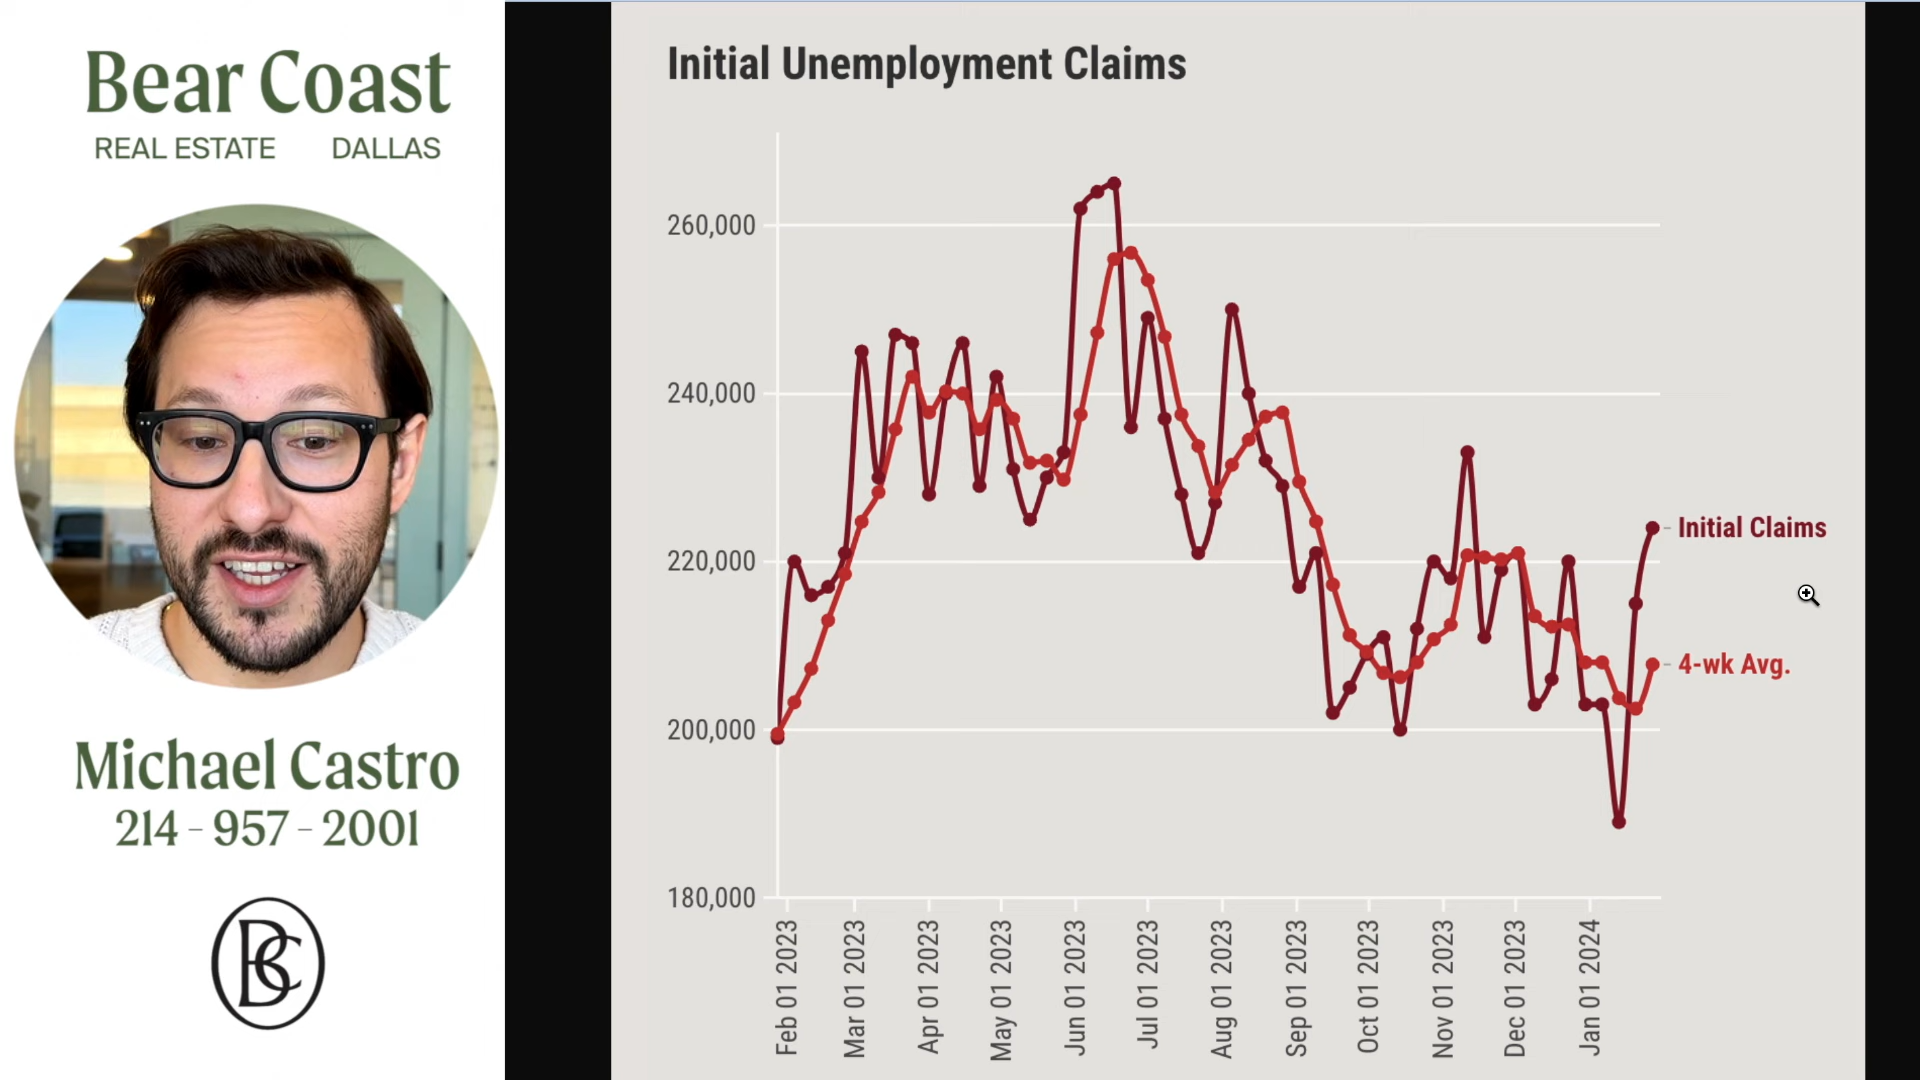 Bear Coast
REAL ESTATE DALLAS
Michael Castro
214 - 957 - 2001
BC
Initial Unemployment Claims
260,000
240,000
220,000
200,000
180,000
Feb 01 2023
Mar 01 2023
Apr 01 2023
May 01 2023
Jun 01 2023
Jul 01 2023
Aug 01 2023
Sep 01 2023
Oct 01 2023
Nov 01 2023
Dec 01 2023
Jan 01 2024
Initial Claims
4-wk Avg.